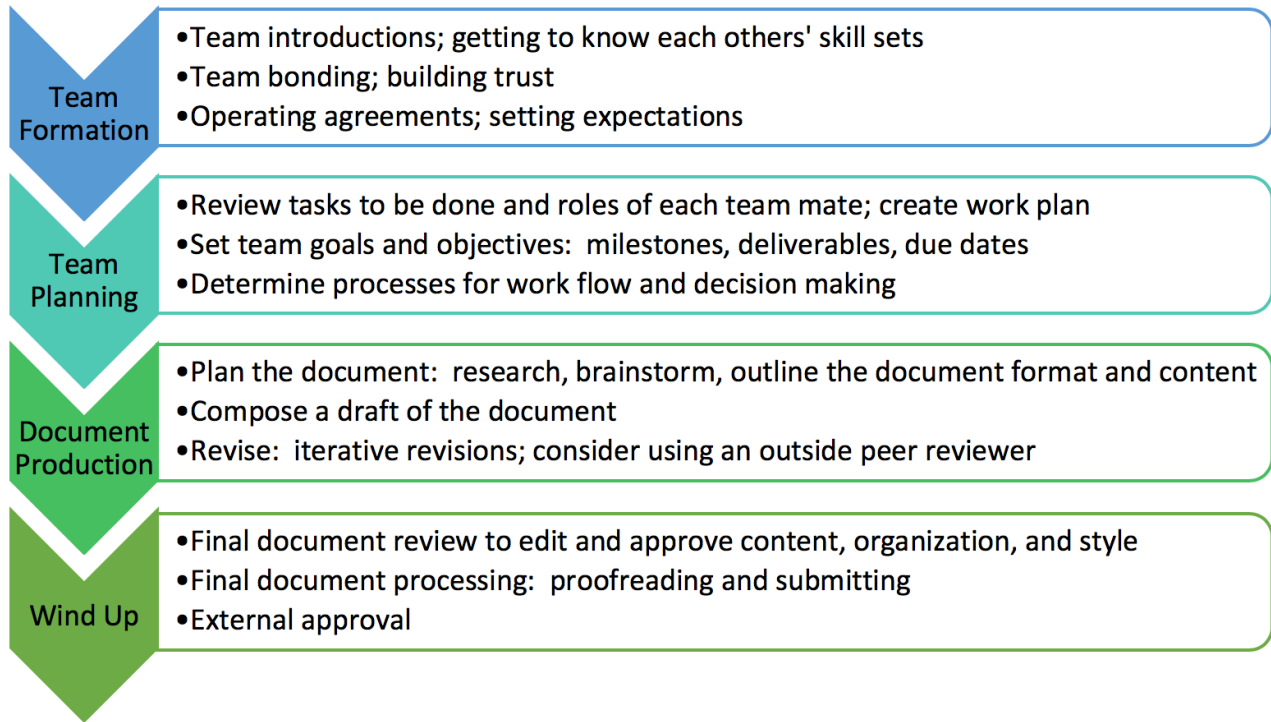 Team
Formation
•Team introductions; getting to know each others' skill sets
•Team bonding; building trust
•Operating agreements; setting expectations
Team
Planning
•Review tasks to be done and roles of each team mate; create work plan
•Set team goals and objectives:  milestones, deliverables, due dates
•Determine processes for work flow and decision making
Document
Production
•Plan the document:  research, brainstorm, outline the document format and content
•Compose a draft of the document
•Revise:  iterative revisions; consider using an outside peer reviewer
Wind Up
•Final document review to edit and approve content, organization, and style
•Final document processing:  proofreading and submitting
•External approval